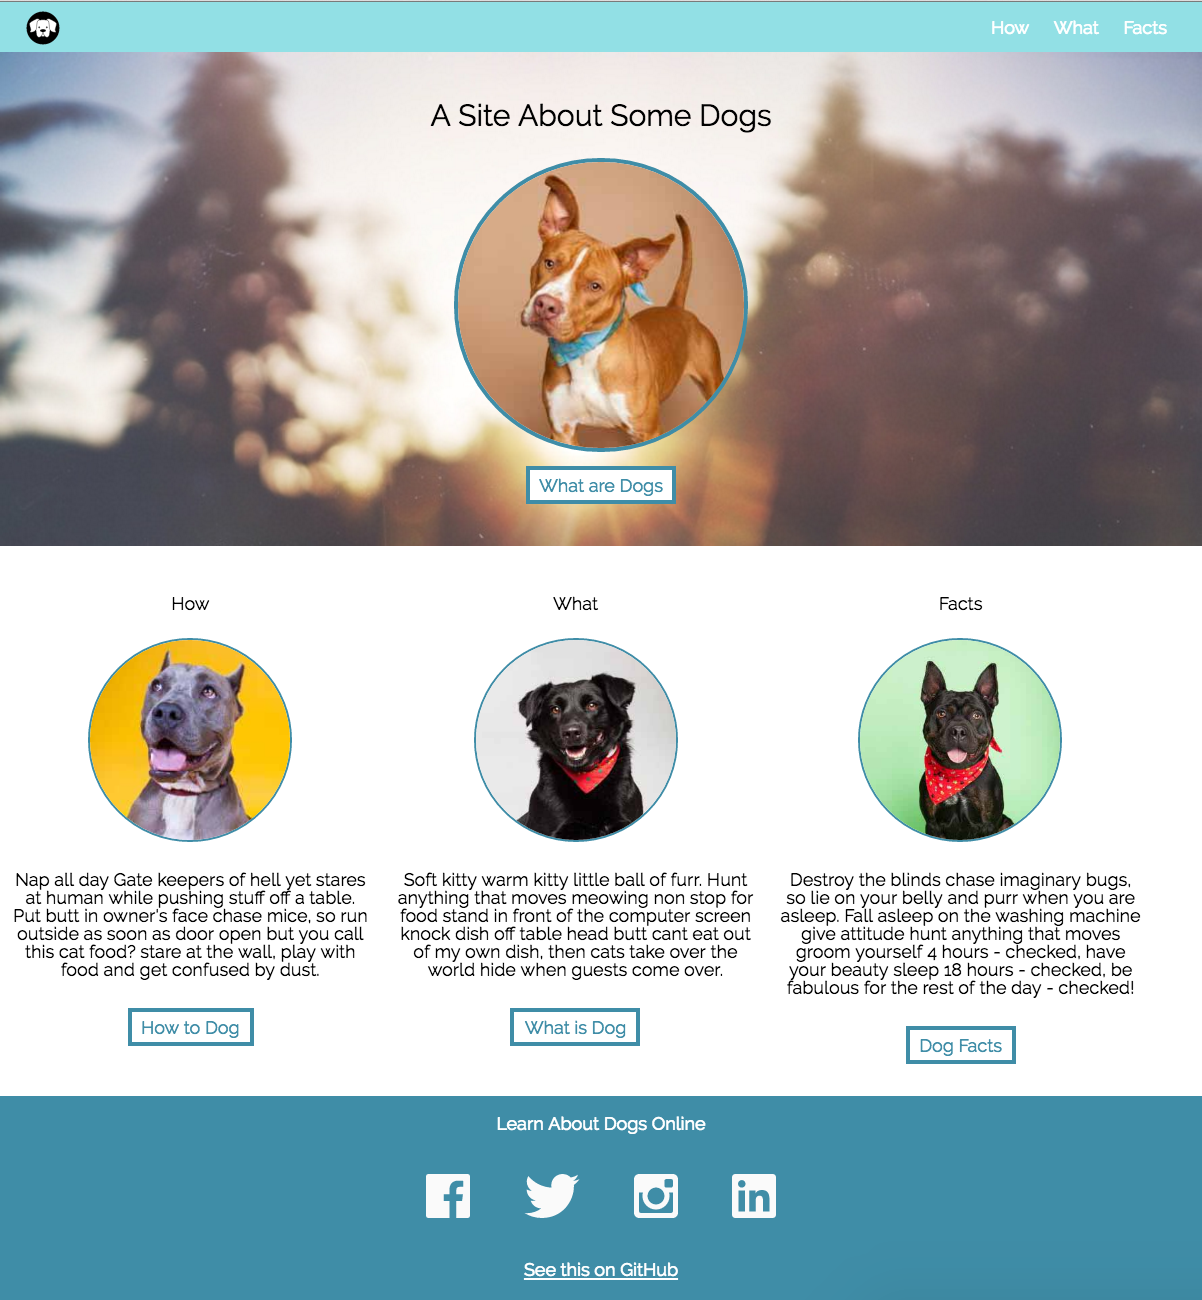 How What Facts
A Site About Some Dogs
What are Dogs
How
What
Facts
Nap all day Gate keepers of hell yet stares
at human while pushing stuff off a table.
Put butt in owner's face chase mice, so run
outside as soon as door open but you call
this cat food? stare at the wall, play with
food and get confused by dust.
How to Dog
Soft kitty warm kitty little ball of furr. Hunt
anything that moves meowing non stop for
food stand in front of the computer screen
knock dish off table head butt cant eat out
of my own dish, then cats take over the
world hide when guests come over.
What is Dog
Destroy the blinds chase imaginary bugs,
so lie on your belly and purr when you are
asleep. Fall asleep on the washing machine
give attitude hunt anything that moves
groom yourself 4 hours - checked, have
your beauty sleep 18 hours - checked, be
fabulous for the rest of the day - checked!
Dog Facts
Learn About Dogs Online
See this on GitHub